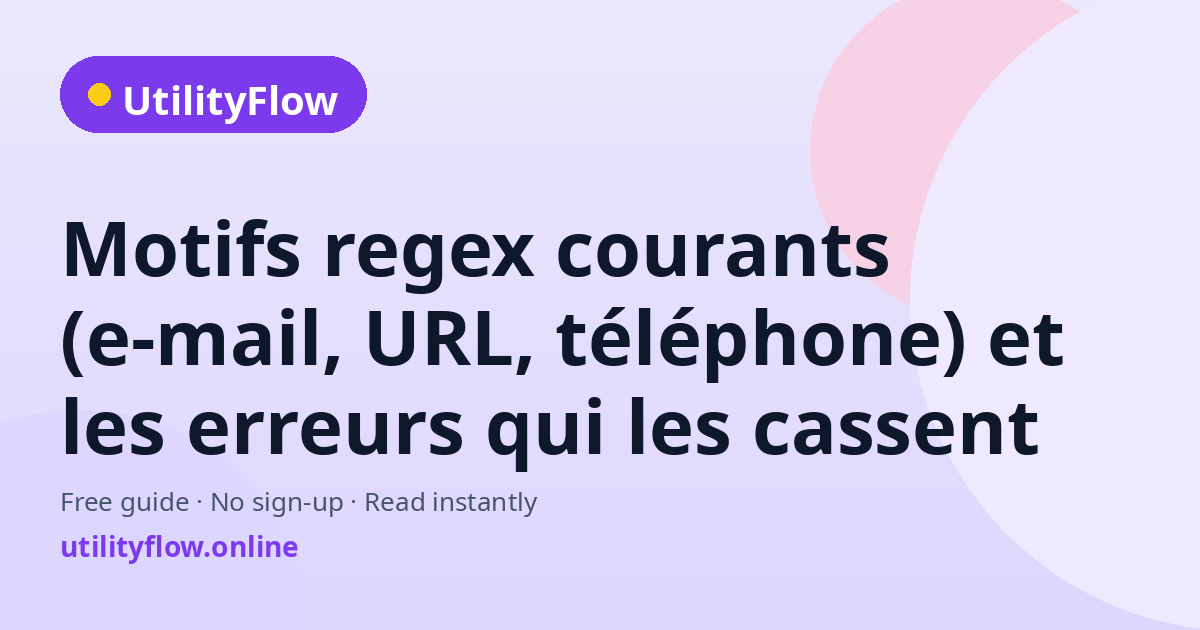 UtilityFlow
Motifs regex courants
(e-mail, URL, téléphone) et
les erreurs qui les cassent
Free guide · No sign-up · Read instantly
utilityflow.online